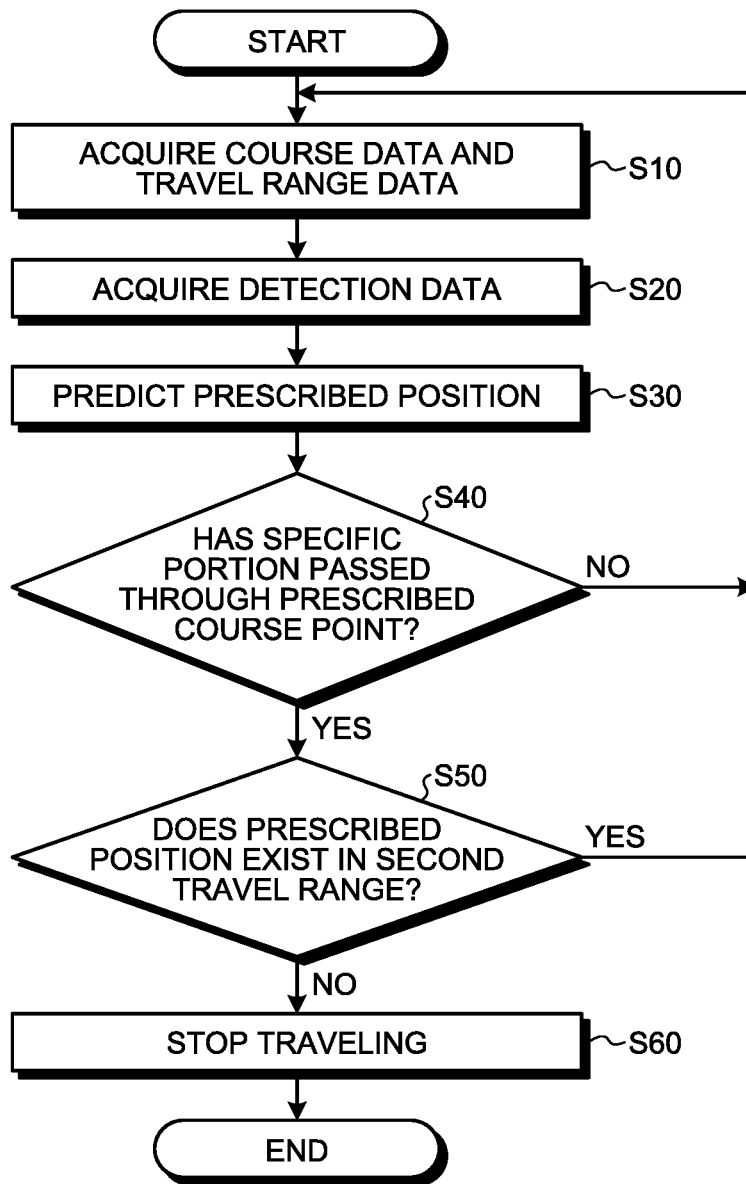 START
ACQUIRE COURSE DATA AND
TRAVEL RANGE DATA
S10
ACQUIRE DETECTION DATA
S20
PREDICT PRESCRIBED POSITION
S30
S40
HAS SPECIFIC
PORTION PASSED
THROUGH PRESCRIBED
COURSE POINT?
NO
YES
S50
DOES PRESCRIBED
POSITION EXIST IN SECOND
TRAVEL RANGE?
YES
NO
STOP TRAVELING
S60
END